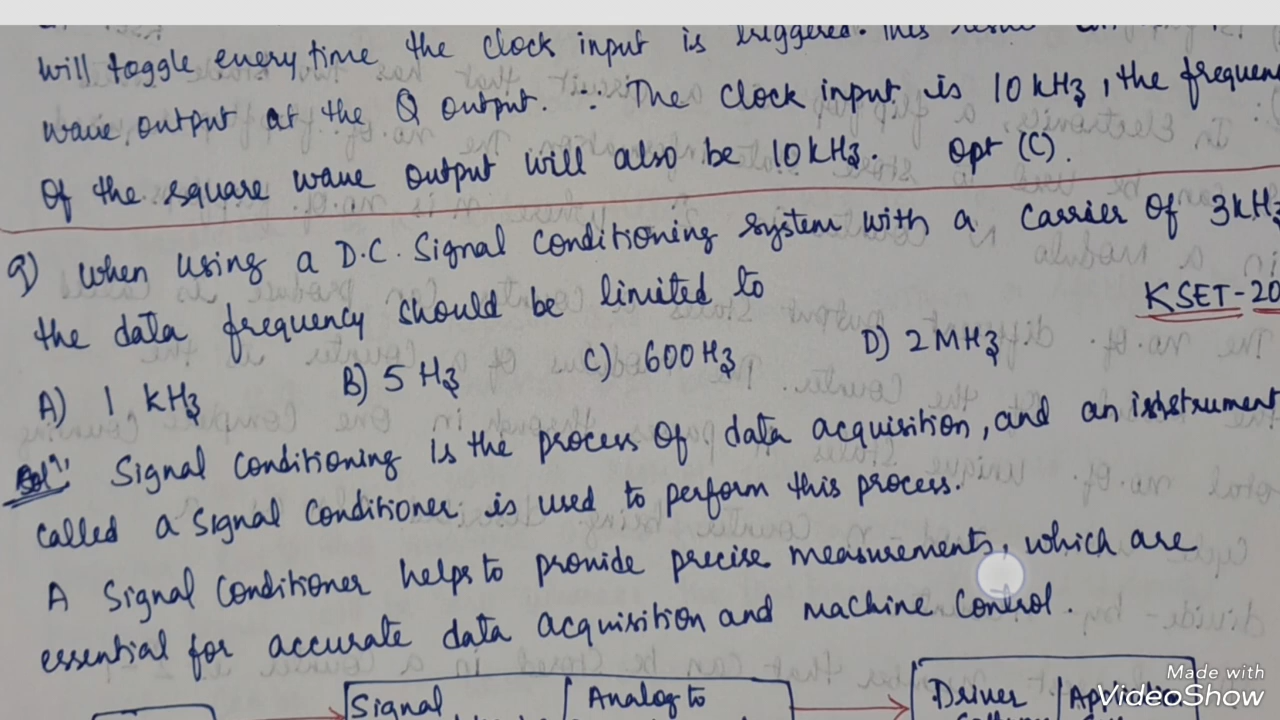 will toggle every time the clock input is triggered. This
wave output at the Q output. ∵ The clock input is 10 kHz, the frequen
of the square wave output will also be 10 kHz. Opt (C).
Q) When using a D.C. Signal Conditioning system with a carrier of 3kHz
the data frequency should be limited to
KSET-20
A) 1 kHz B) 5 Hz C) 600 Hz D) 2 MHz
Sol^n: Signal conditioning is the process of data acquisition, and an instrument
called a signal conditioner is used to perform this process.
A signal conditioner helps to provide precise measurements, which are
essential for accurate data acquisition and machine control.
Signal Analog to Driver
Made with
VideoShow